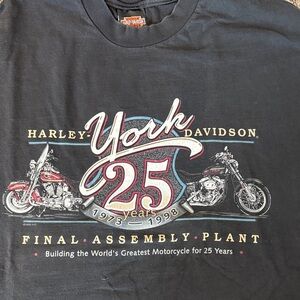 York
HARLEY-DAVIDSON
25
years
1973 - 1998
FINAL • ASSEMBLY • PLANT
• Building the World's Greatest Motorcycle for 25 Years •